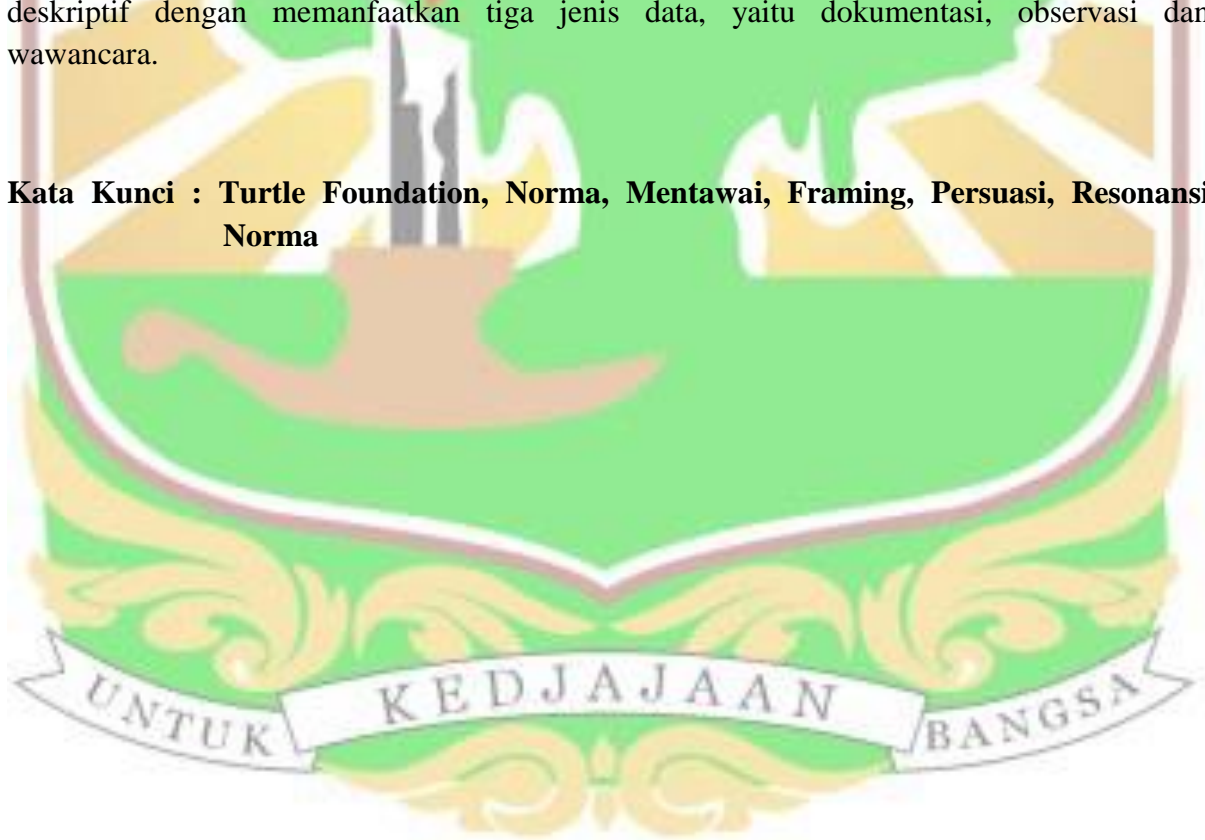 deskriptif dengan memanfaatkan tiga jenis data, yaitu dokumentasi, observasi dan
wawancara.
Kata Kunci : Turtle Foundation, Norma, Mentawai, Framing, Persuasi, Resonansi
Norma
UNTUK KEDJAJAAN BANGSA